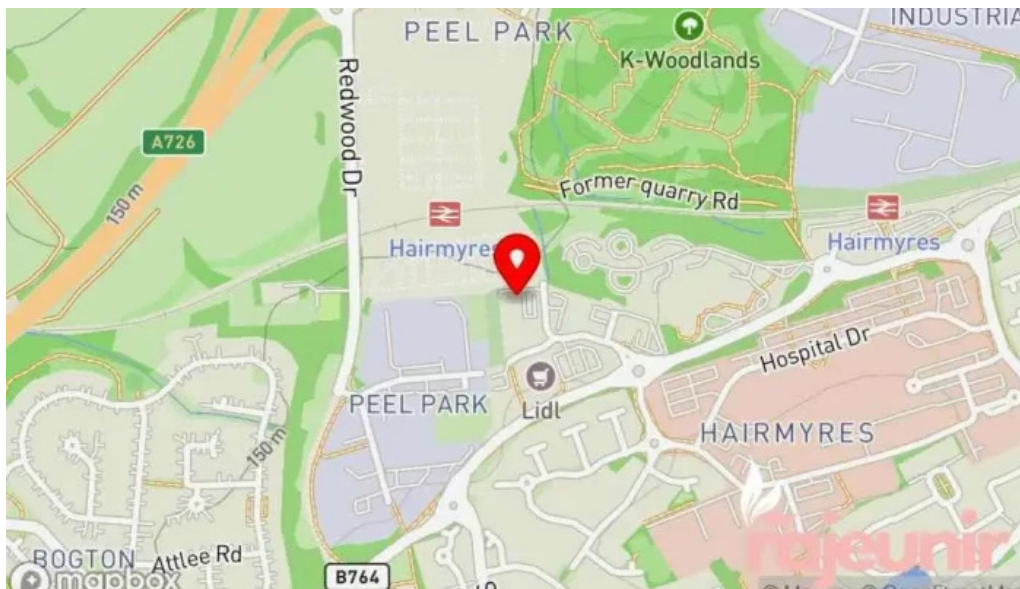 PEEL PARK
INDUSTRIA
K-Woodlands
Redwood Dr
A726
150 m
Former quarry Rd
Hairmyres
Hairmyres
Hospital Dr
PEEL PARK
Lidl
HAIRMYRES
150 m
BOGTON
Attlee Rd
B764
mapbox
rajeunir